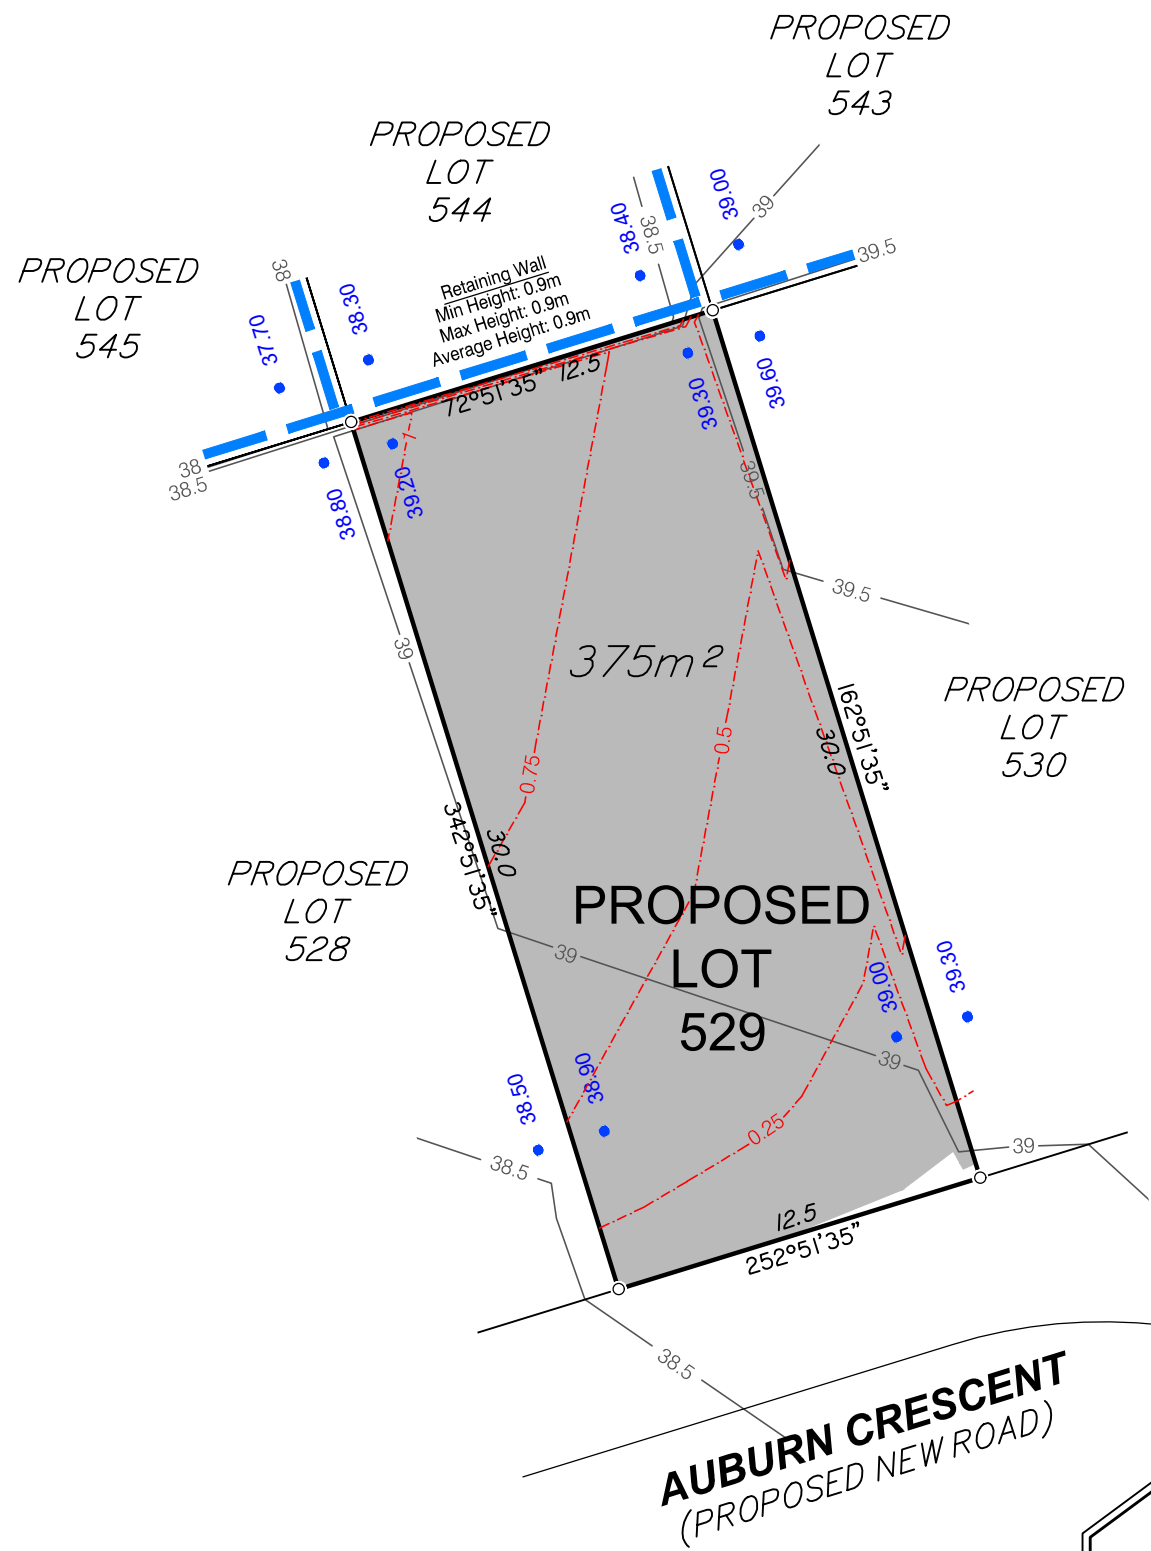 PROPOSED
LOT
543
PROPOSED
LOT
544
PROPOSED
LOT
545
38
37.70
38.30
Retaining Wall
Min Height: 0.9m
Max Height: 0.9m
Average Height: 0.9m
38.40
38.5
39.00
39
39.5
38
38.5
38.80
39.20
72°51'35"
12.5
39.30
39.60
39.5
39.5
39
375m²
PROPOSED
LOT
530
162°51'35"
30.0
0.75
0.5
342°51'35"
30.0
PROPOSED
LOT
528
PROPOSED
LOT
529
39
39.00
39.30
39
38.50
38.90
38.5
0.25
39
12.5
252°51'35"
38.5
AUBURN CRESCENT
(PROPOSED NEW ROAD)